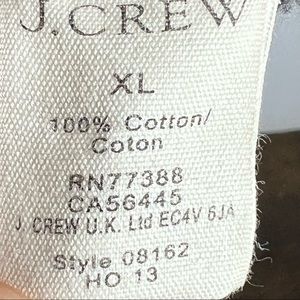 J.CREW
XL
100% Cotton/
Coton
RN77388
CA56445
J. CREW U.K. Ltd EC4V 6JA
Style 08162
HO 13